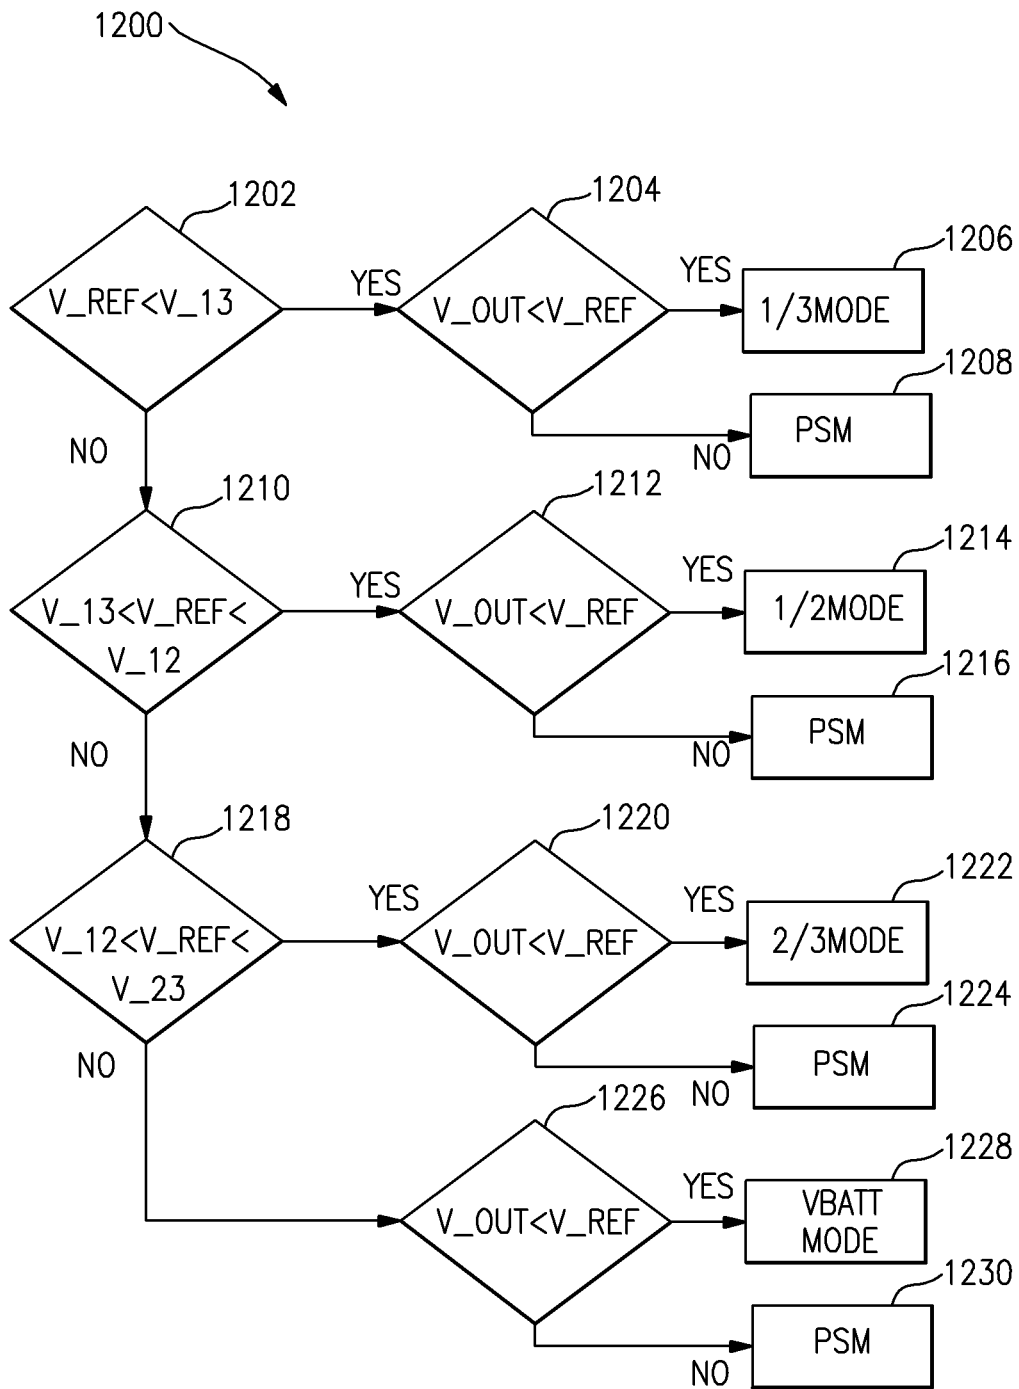 1200
1202
1204
1206
V_REF<V_13
YES
V_OUT<V_REF
YES
1/3MODE
1208
NO
NO
PSM
1210
1212
1214
V_13<V_REF<
V_12
YES
V_OUT<V_REF
YES
1/2MODE
1216
NO
NO
PSM
1218
1220
1222
V_12<V_REF<
V_23
YES
V_OUT<V_REF
YES
2/3MODE
1224
NO
NO
PSM
1226
1228
V_OUT<V_REF
YES
VBATT
MODE
1230
NO
PSM